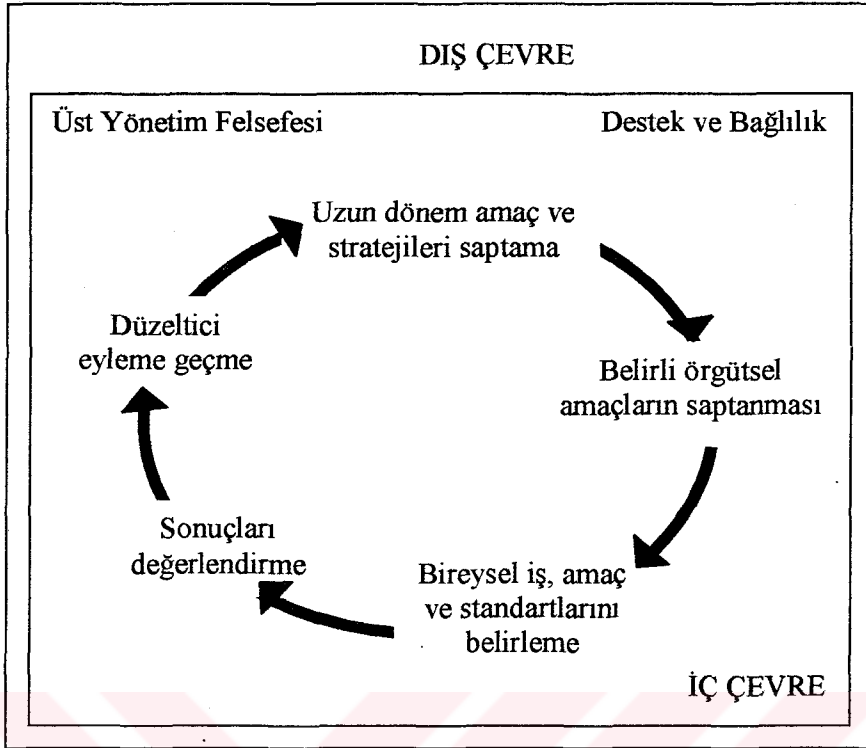 DIŞ ÇEVRE
Üst Yönetim Felsefesi
Destek ve Bağlılık
Uzun dönem amaç ve
stratejileri saptama
Belirli örgütsel
amaçların saptanması
Bireysel iş, amaç
ve standartlarını
belirleme
Sonuçları
değerlendirme
Düzeltici
eyleme geçme
İÇ ÇEVRE